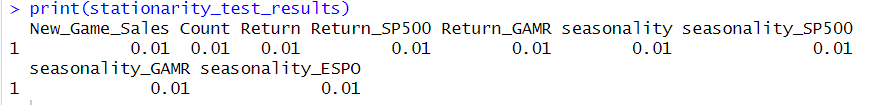 > print(stationarity_test_results)
New_Game_Sales Count Return Return_SP500 Return_GAMR seasonality seasonality_SP500
1 0.01 0.01 0.01 0.01 0.01 0.01 0.01
seasonality_GAMR seasonality_ESPO
1 0.01 0.01